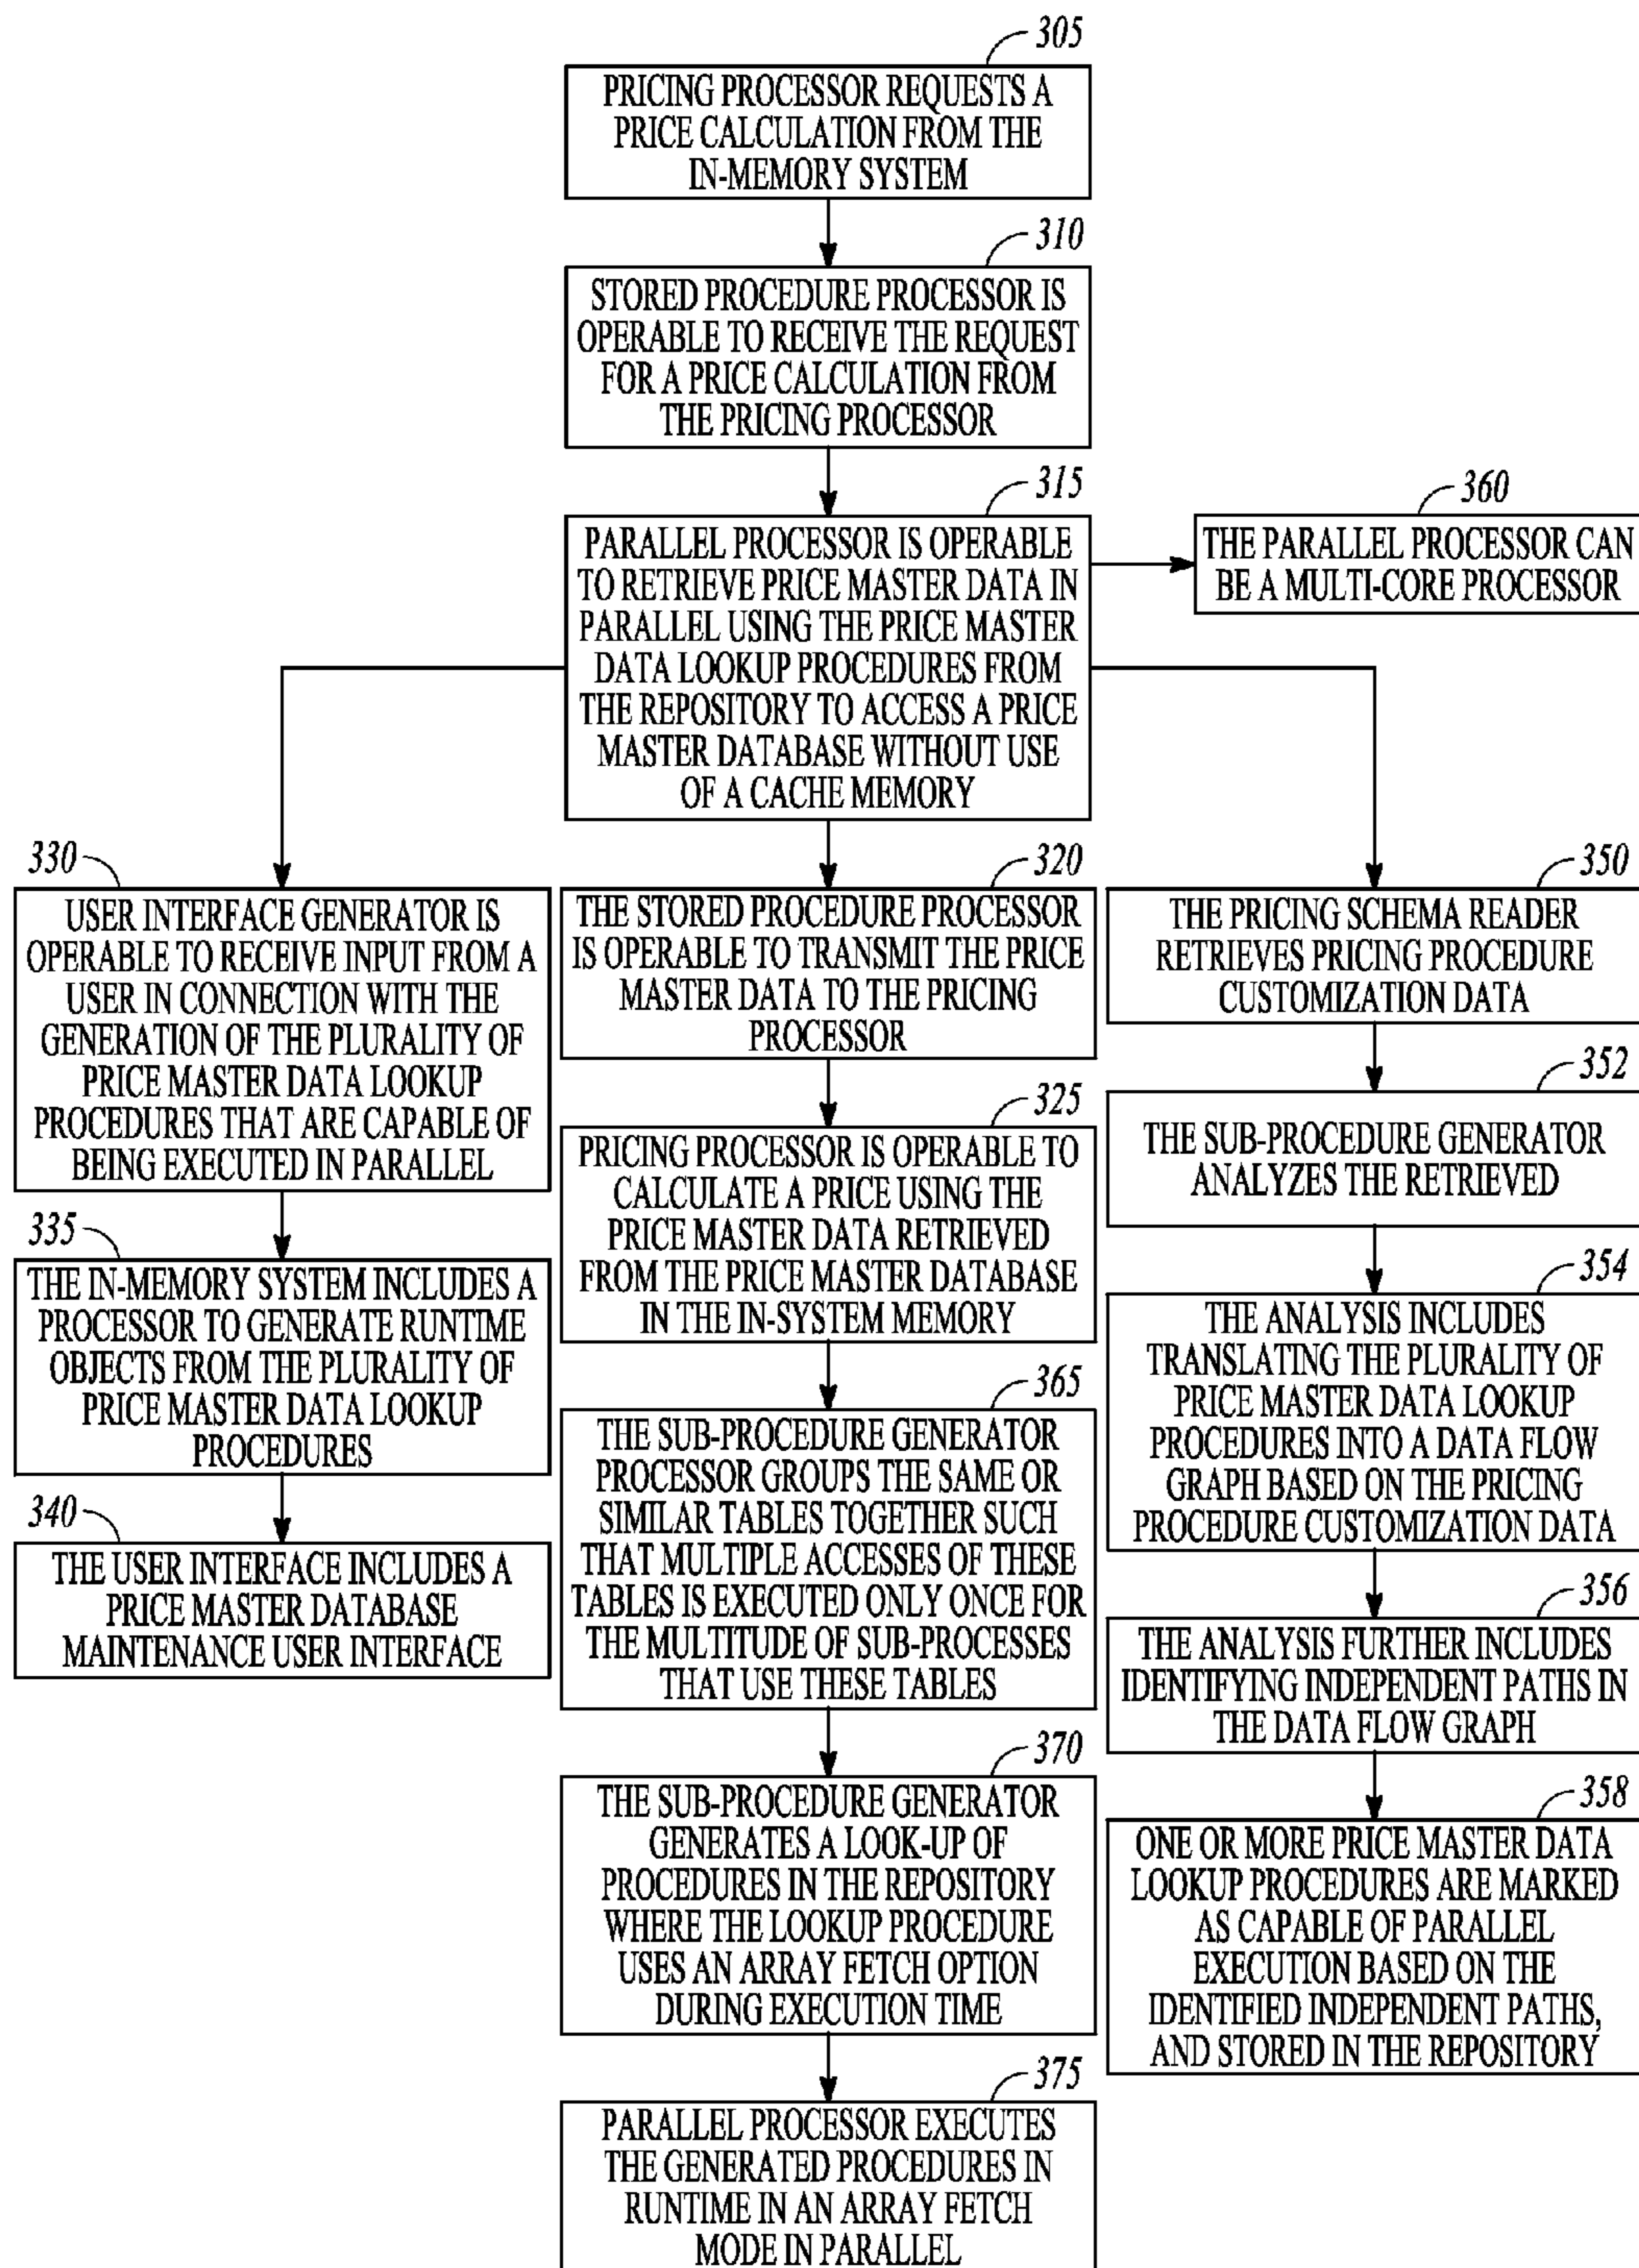 305
PRICING PROCESSOR REQUESTS A
PRICE CALCULATION FROM THE
IN-MEMORY SYSTEM
310
STORED PROCEDURE PROCESSOR IS
OPERABLE TO RECEIVE THE REQUEST
FOR A PRICE CALCULATION FROM
THE PRICING PROCESSOR
315
PARALLEL PROCESSOR IS OPERABLE
TO RETRIEVE PRICE MASTER DATA IN
PARALLEL USING THE PRICE MASTER
DATA LOOKUP PROCEDURES FROM
THE REPOSITORY TO ACCESS A PRICE
MASTER DATABASE WITHOUT USE
OF A CACHE MEMORY
360
THE PARALLEL PROCESSOR CAN
BE A MULTI-CORE PROCESSOR
330
USER INTERFACE GENERATOR IS
OPERABLE TO RECEIVE INPUT FROM A
USER IN CONNECTION WITH THE
GENERATION OF THE PLURALITY OF
PRICE MASTER DATA LOOKUP
PROCEDURES THAT ARE CAPABLE OF
BEING EXECUTED IN PARALLEL
335
THE IN-MEMORY SYSTEM INCLUDES A
PROCESSOR TO GENERATE RUNTIME
OBJECTS FROM THE PLURALITY OF
PRICE MASTER DATA LOOKUP
PROCEDURES
340
THE USER INTERFACE INCLUDES A
PRICE MASTER DATABASE
MAINTENANCE USER INTERFACE
320
THE STORED PROCEDURE PROCESSOR
IS OPERABLE TO TRANSMIT THE PRICE
MASTER DATA TO THE PRICING
PROCESSOR
325
PRICING PROCESSOR IS OPERABLE TO
CALCULATE A PRICE USING THE
PRICE MASTER DATA RETRIEVED
FROM THE PRICE MASTER DATABASE
IN THE IN-SYSTEM MEMORY
365
THE SUB-PROCEDURE GENERATOR
PROCESSOR GROUPS THE SAME OR
SIMILAR TABLES TOGETHER SUCH
THAT MULTIPLE ACCESSES OF THESE
TABLES IS EXECUTED ONLY ONCE FOR
THE MULTITUDE OF SUB-PROCESSES
THAT USE THESE TABLES
370
THE SUB-PROCEDURE GENERATOR
GENERATES A LOOK-UP OF
PROCEDURES IN THE REPOSITORY
WHERE THE LOOKUP PROCEDURE
USES AN ARRAY FETCH OPTION
DURING EXECUTION TIME
375
PARALLEL PROCESSOR EXECUTES
THE GENERATED PROCEDURES IN
RUNTIME IN AN ARRAY FETCH
MODE IN PARALLEL
350
THE PRICING SCHEMA READER
RETRIEVES PRICING PROCEDURE
CUSTOMIZATION DATA
352
THE SUB-PROCEDURE GENERATOR
ANALYZES THE RETRIEVED
354
THE ANALYSIS INCLUDES
TRANSLATING THE PLURALITY OF
PRICE MASTER DATA LOOKUP
PROCEDURES INTO A DATA FLOW
GRAPH BASED ON THE PRICING
PROCEDURE CUSTOMIZATION DATA
356
THE ANALYSIS FURTHER INCLUDES
IDENTIFYING INDEPENDENT PATHS IN
THE DATA FLOW GRAPH
358
ONE OR MORE PRICE MASTER DATA
LOOKUP PROCEDURES ARE MARKED
AS CAPABLE OF PARALLEL
EXECUTION BASED ON THE
IDENTIFIED INDEPENDENT PATHS,
AND STORED IN THE REPOSITORY